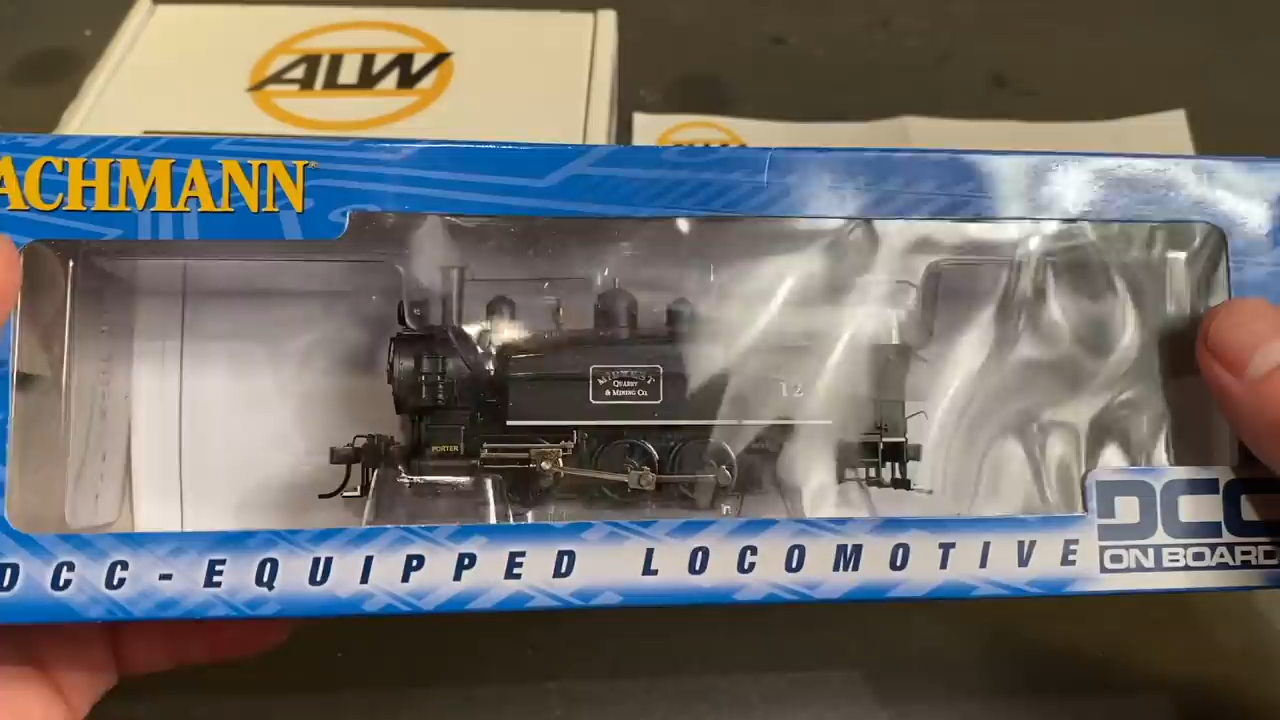 ALW
ACHMANN
MIDWEST
QUARRY
& MINING CO.
12
PORTER
DCC-EQUIPPED LOCOMOTIVE
DCC
ON BOARD